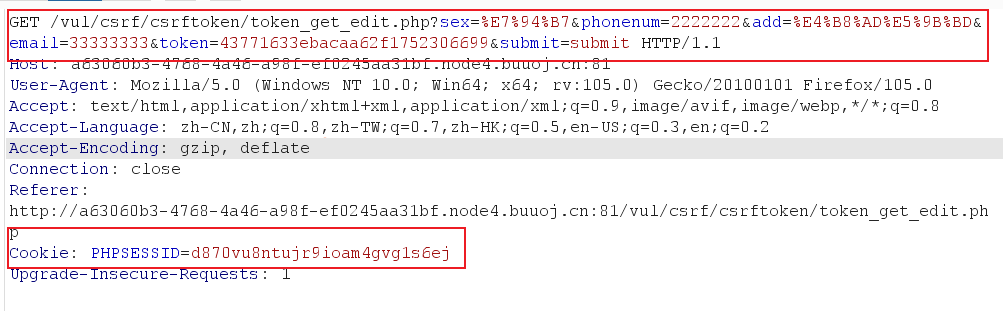 GET /vul/csrf/csrftoken/token_get_edit.php?sex=%E7%94%B7&phonenum=2222222&add=%E4%B8%AD%E5%9B%BD&
email=33333333&token=43771633ebacaa62f1752306699&submit=submit HTTP/1.1
Host: a63060b3-4768-4a46-a98f-ef0245aa31bf.node4.buuoj.cn:81
User-Agent: Mozilla/5.0 (Windows NT 10.0; Win64; x64; rv:105.0) Gecko/20100101 Firefox/105.0
Accept: text/html,application/xhtml+xml,application/xml;q=0.9,image/avif,image/webp,*/*;q=0.8
Accept-Language: zh-CN,zh;q=0.8,zh-TW;q=0.7,zh-HK;q=0.5,en-US;q=0.3,en;q=0.2
Accept-Encoding: gzip, deflate
Connection: close
Referer:
http://a63060b3-4768-4a46-a98f-ef0245aa31bf.node4.buuoj.cn:81/vul/csrf/csrftoken/token_get_edit.ph
p
Cookie: PHPSESSID=d870vu8ntujr9ioam4gvg1s6ej
Upgrade-Insecure-Requests: 1